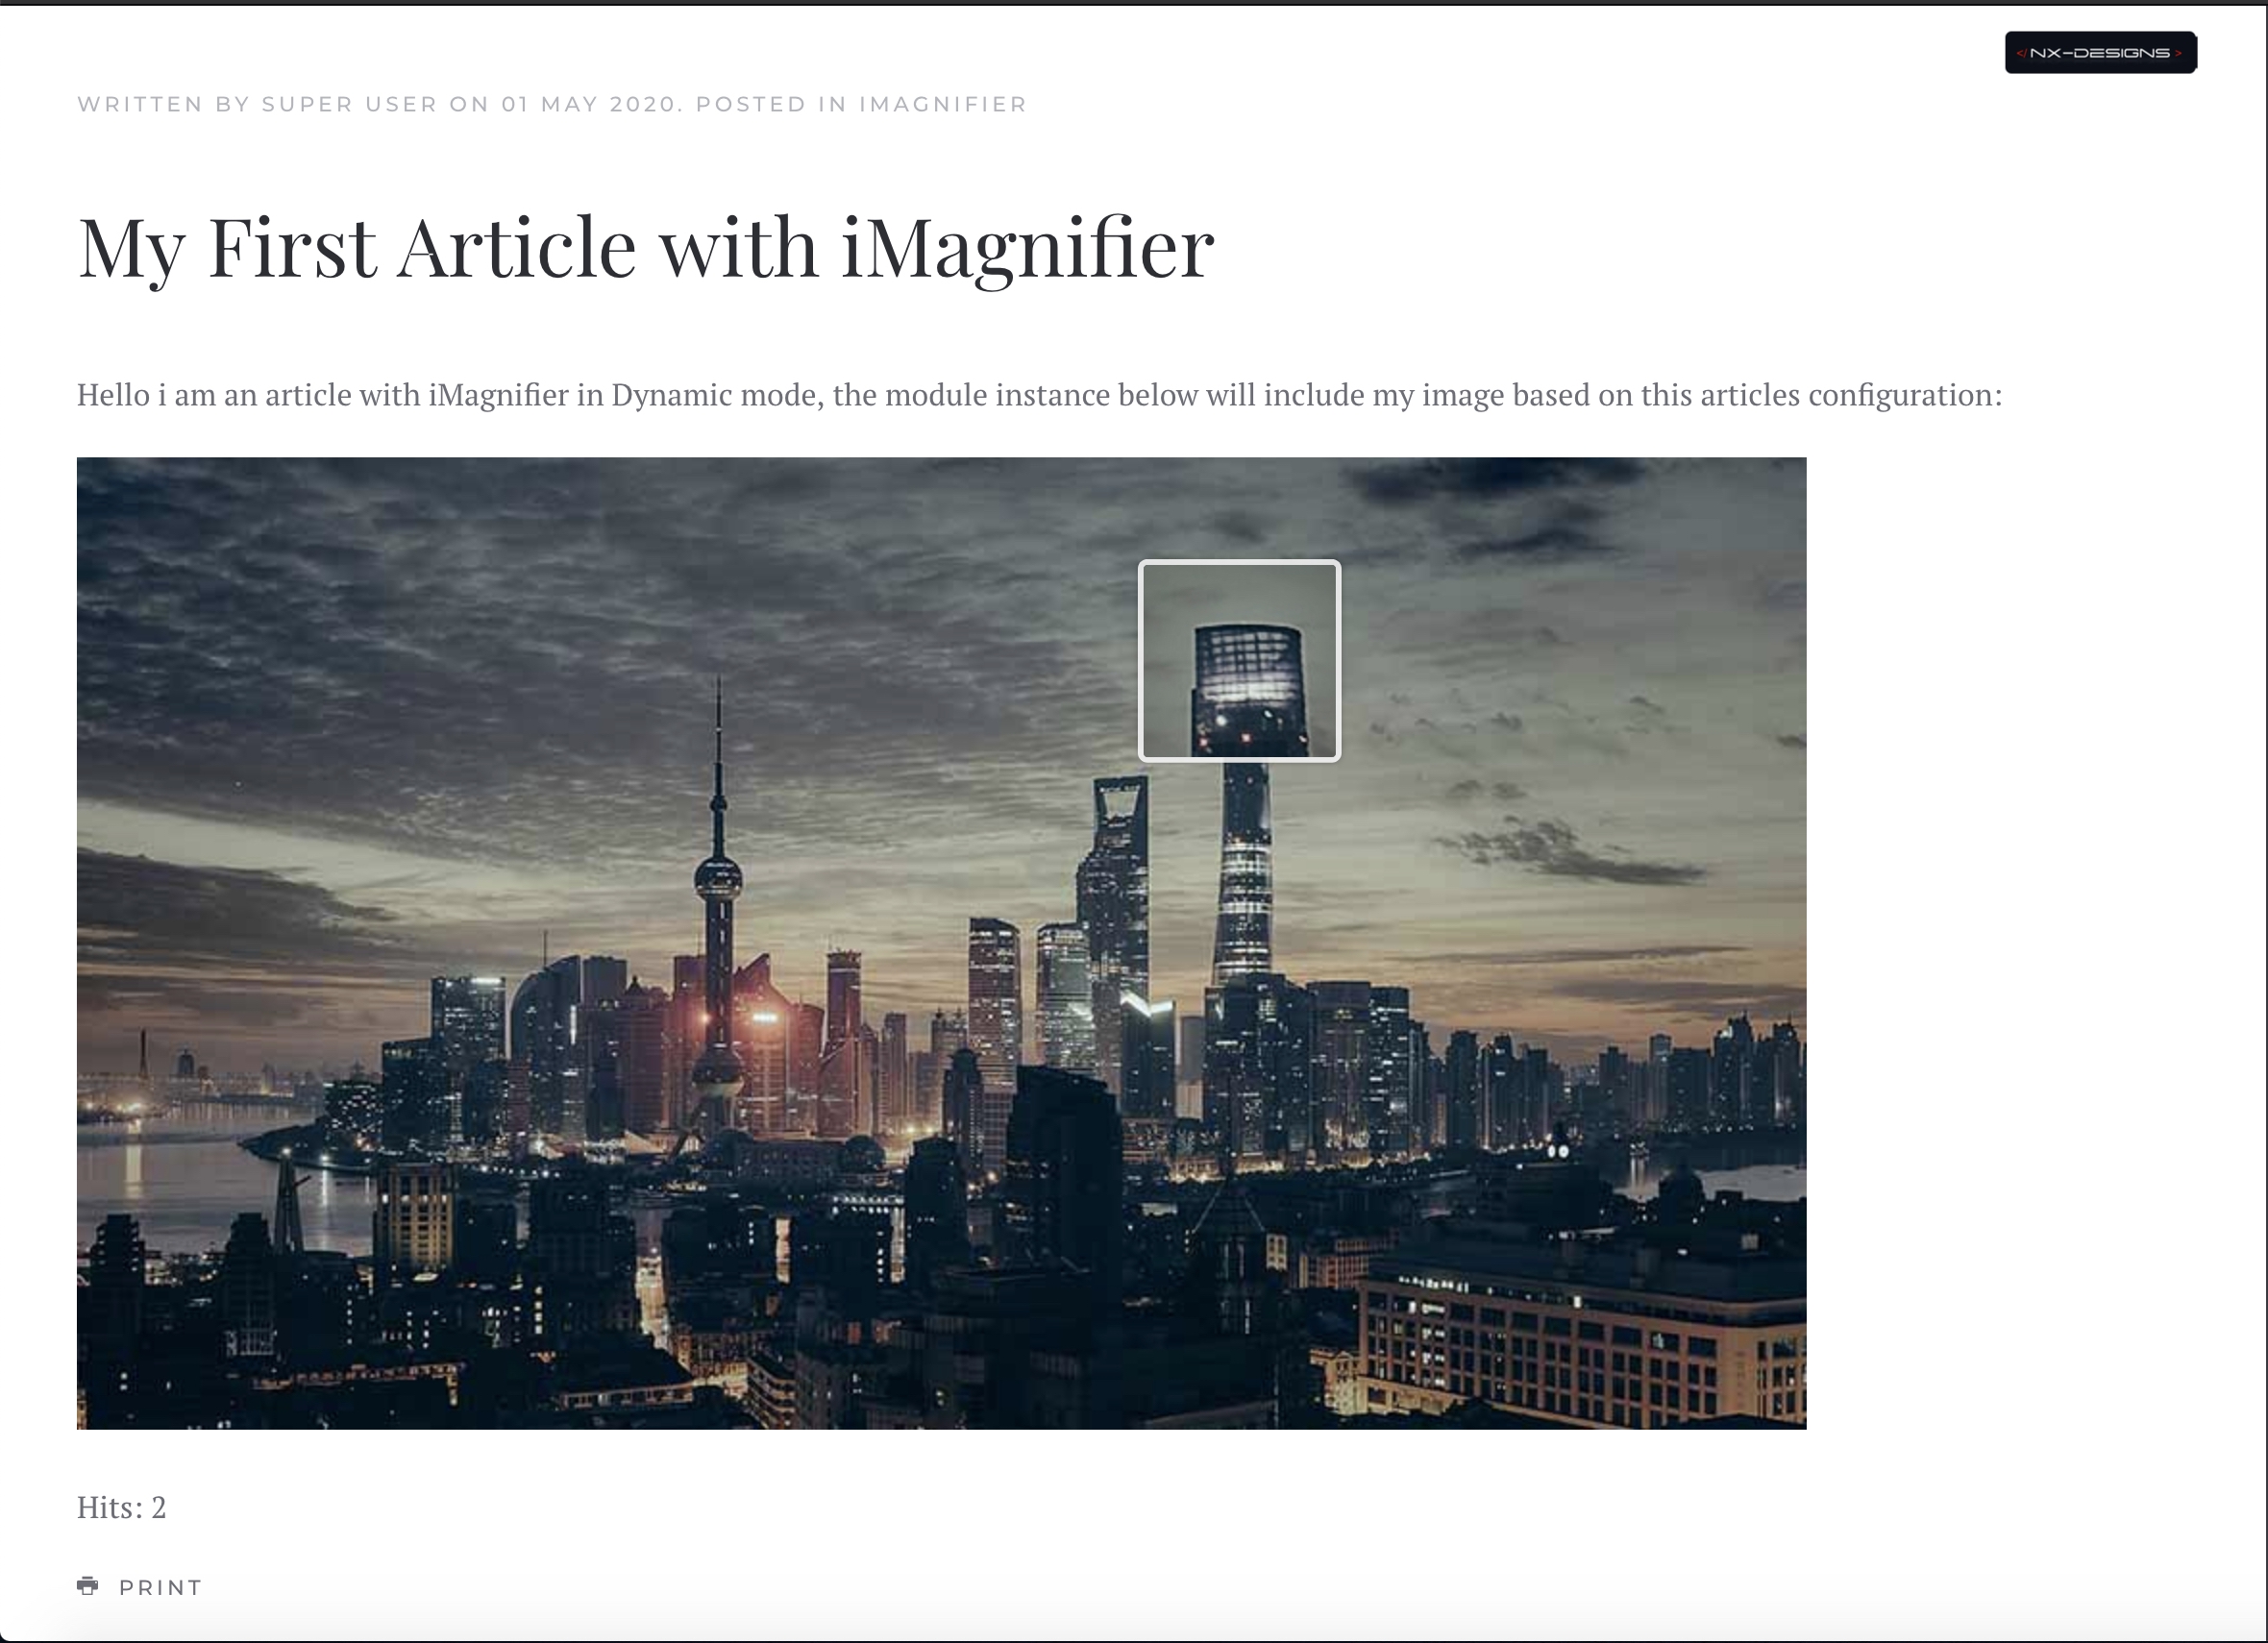 </NX-DESIGNS>
WRITTEN BY SUPER USER ON 01 MAY 2020. POSTED IN IMAGNIFIER
My First Article with iMagnifier
Hello i am an article with iMagnifier in Dynamic mode, the module instance below will include my image based on this articles configuration:
Hits: 2
PRINT